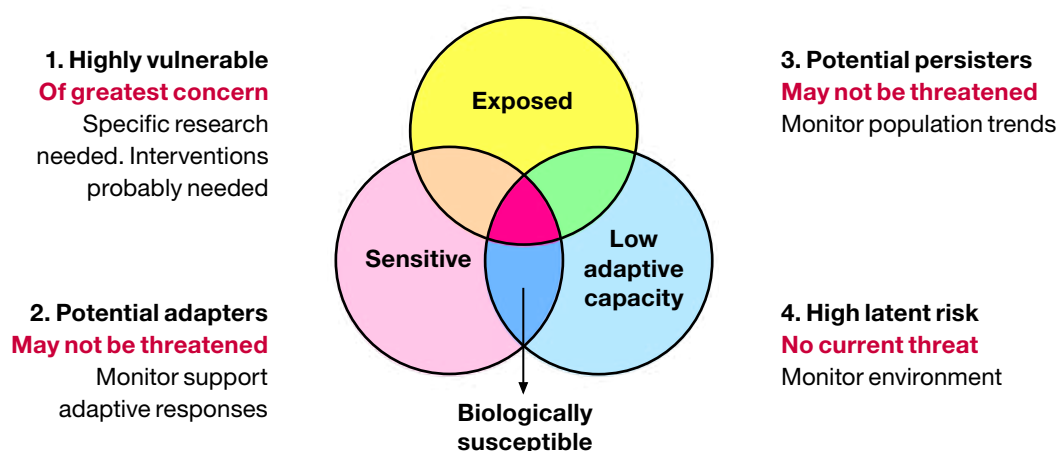 1. Highly vulnerable
Of greatest concern
Specific research
needed. Interventions
probably needed
2. Potential adapters
May not be threatened
Monitor support
adaptive responses
Exposed
Sensitive
Low
adaptive
capacity
Biologically
susceptible
3. Potential persisters
May not be threatened
Monitor population trends
4. High latent risk
No current threat
Monitor environment